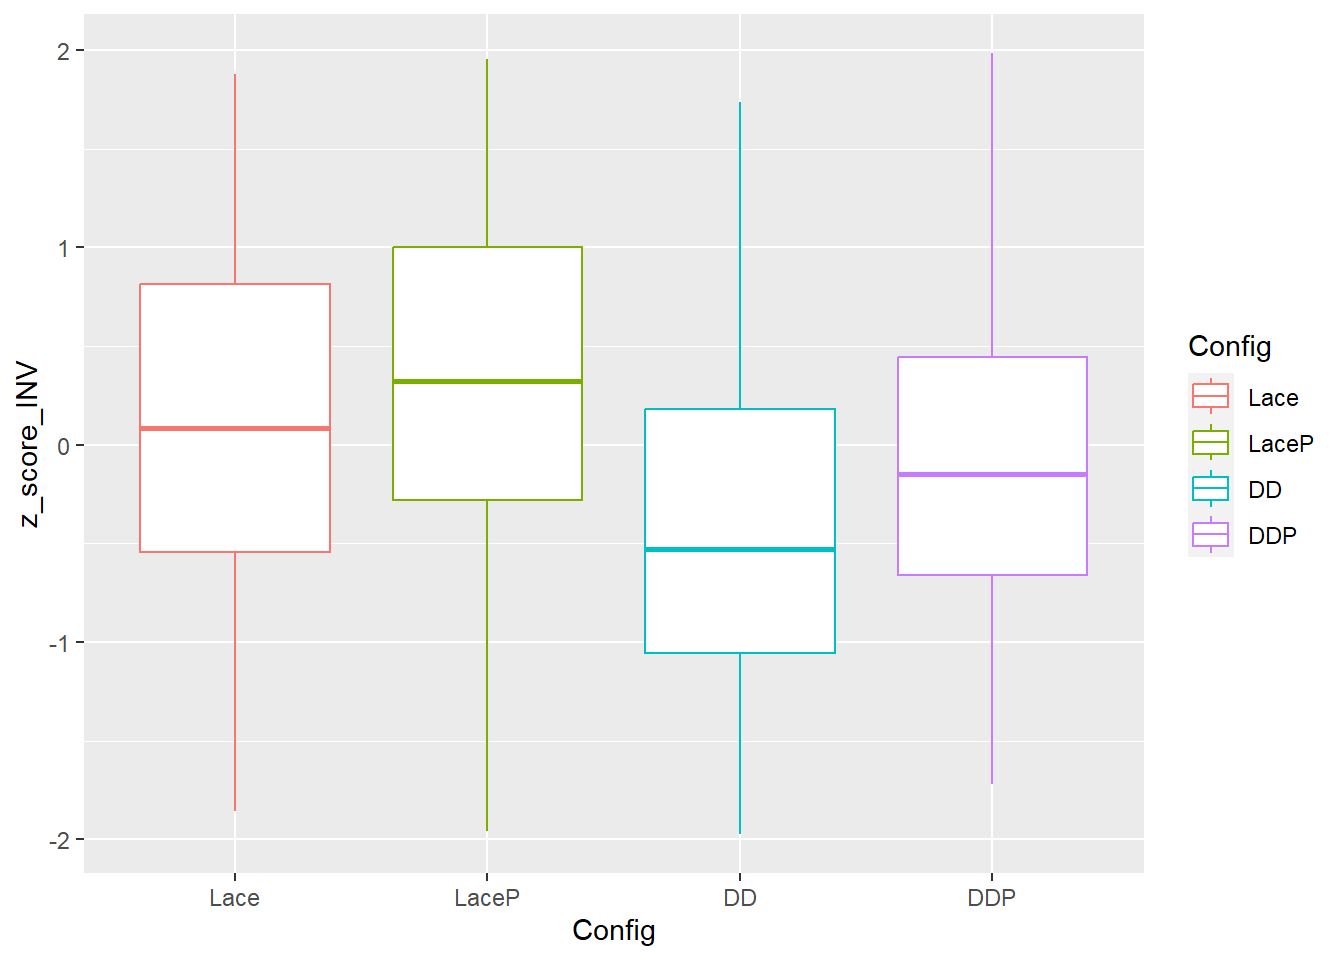 z_score_INV
2
1
0
-1
-2
Lace
LaceP
DD
DDP
Config
Config
Lace
LaceP
DD
DDP